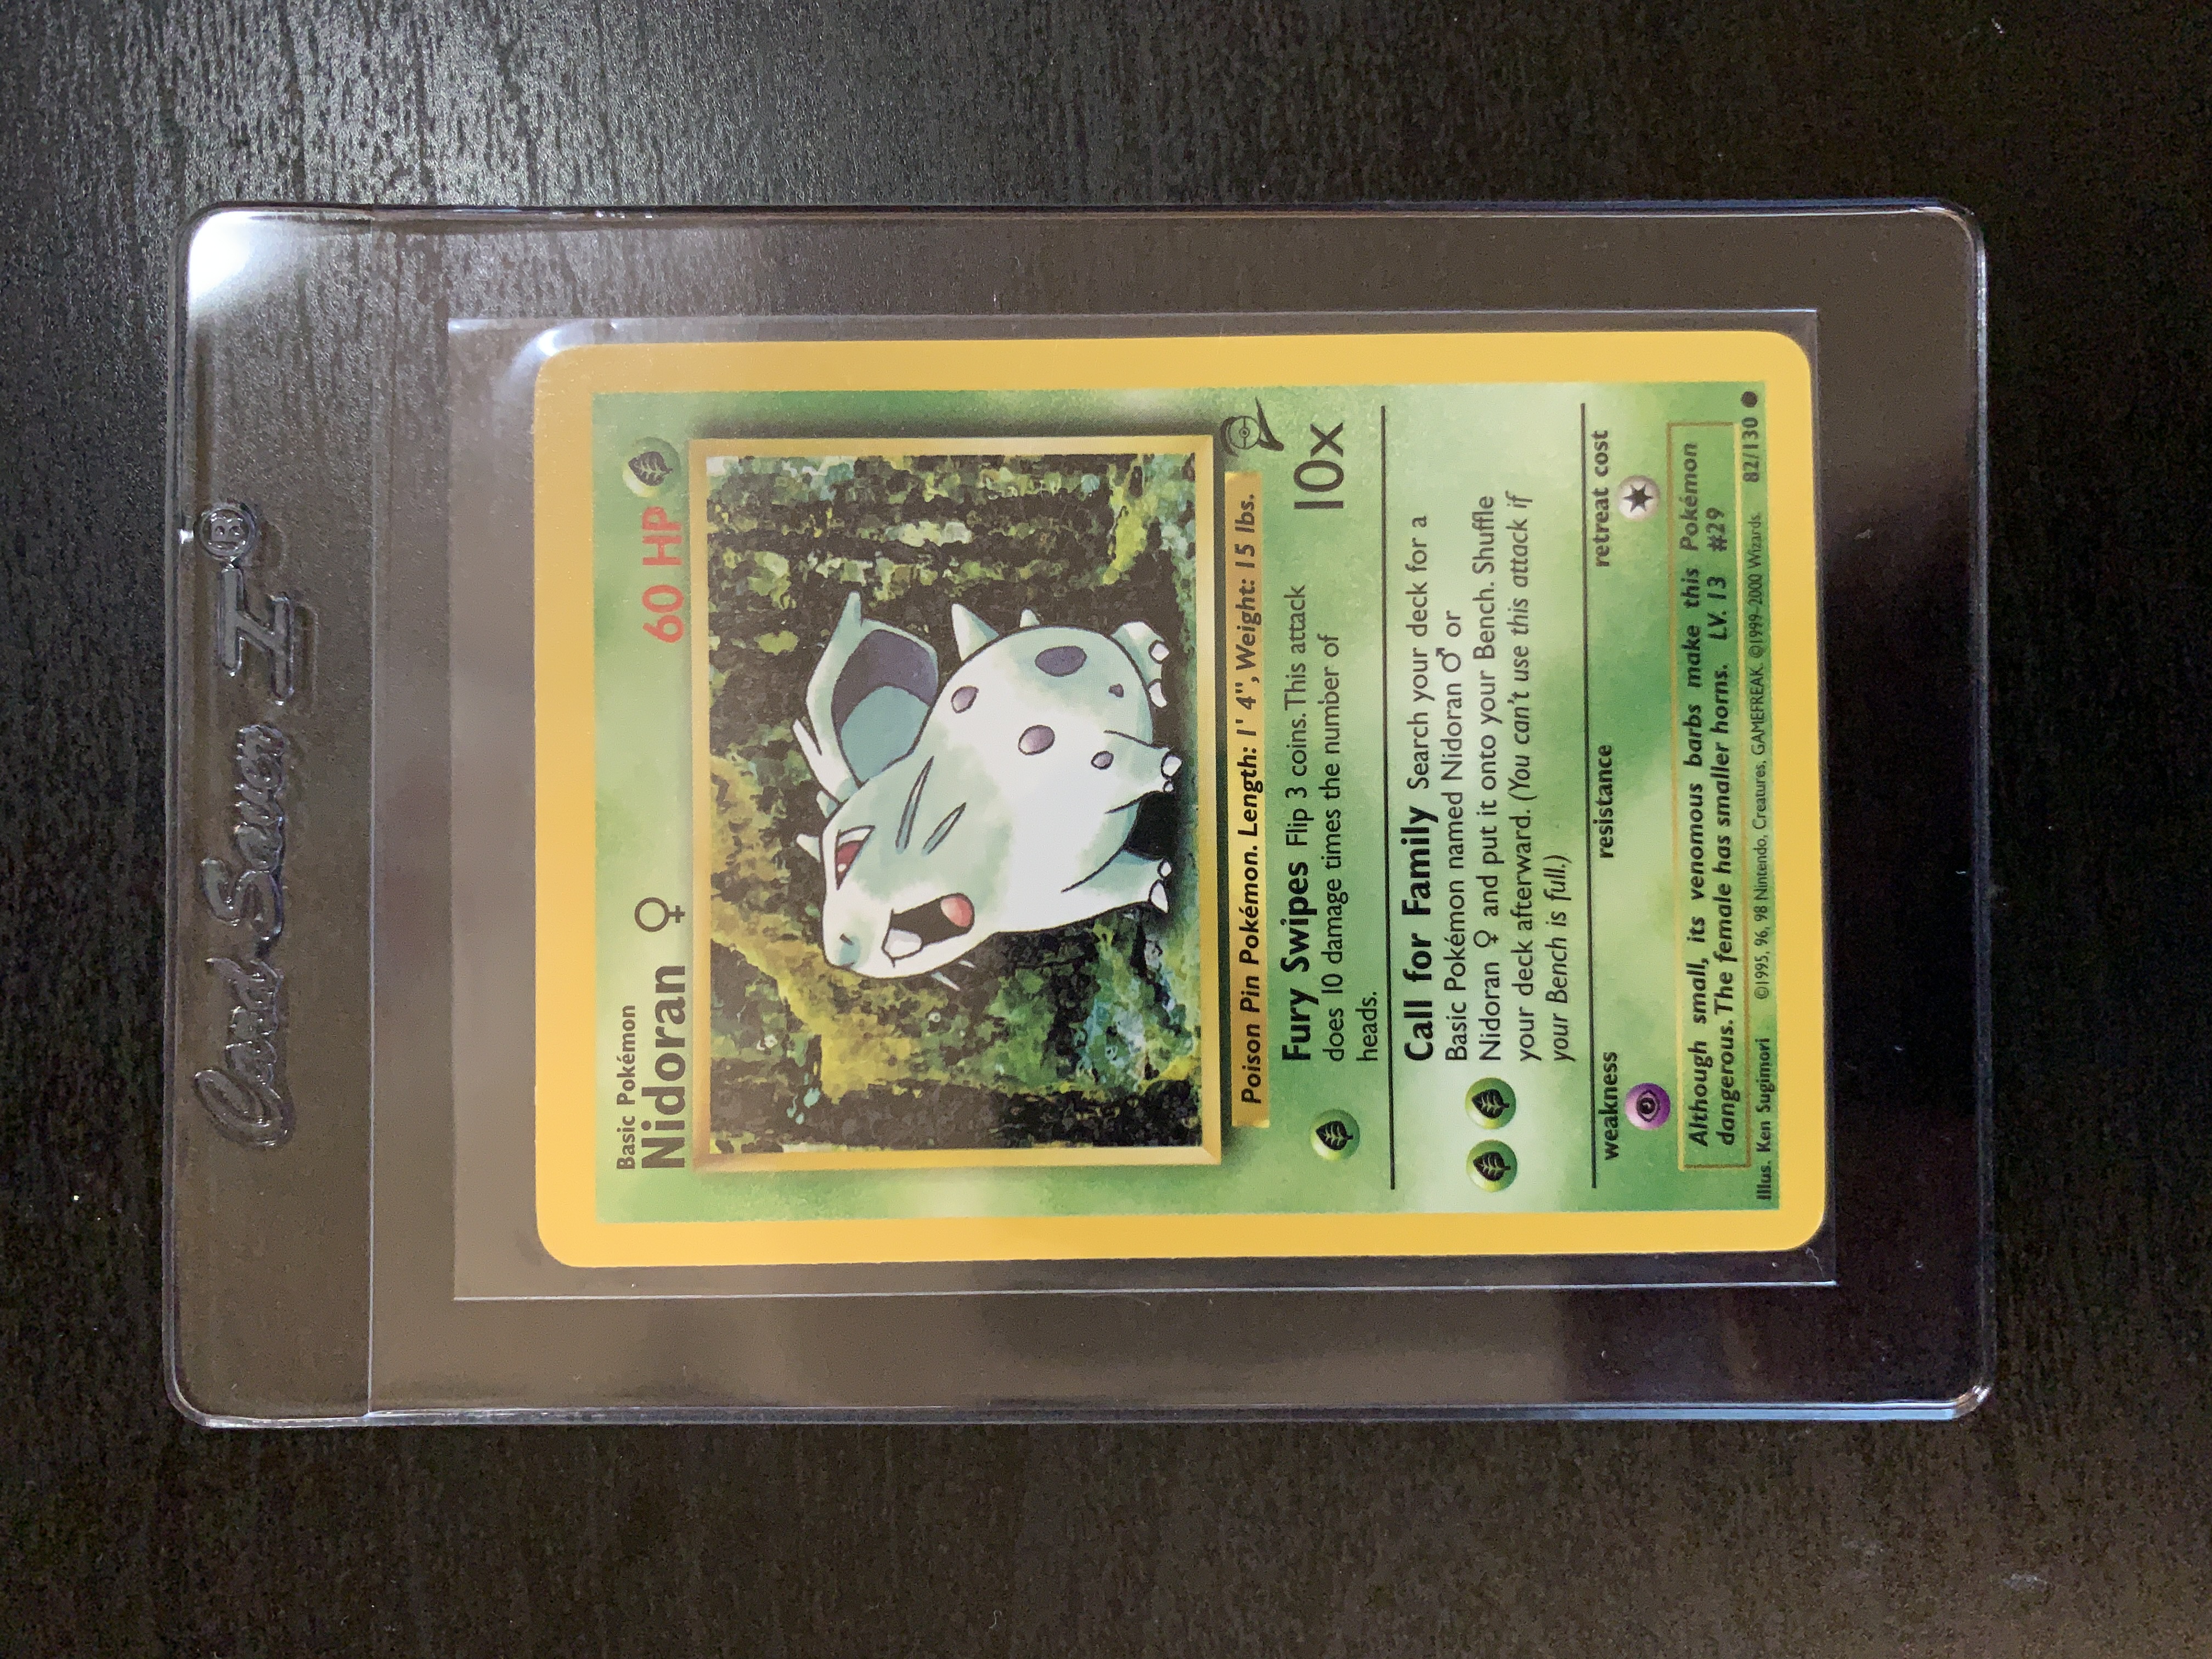 Card Saver I®
Basic Pokémon
Nidoran ♀ 60 HP
Poison Pin Pokémon. Length: 1' 4", Weight: 15 lbs.
Fury Swipes Flip 3 coins. This attack
does 10 damage times the number of
heads.
10x
Call for Family Search your deck for a
Basic Pokémon named Nidoran ♂ or
Nidoran ♀ and put it onto your Bench. Shuffle
your deck afterward. (You can't use this attack if
your Bench is full.)
weakness resistance retreat cost
Although small, its venomous barbs make this Pokémon
dangerous. The female has smaller horns. LV. 13 #29
Illus. Ken Sugimori ©1995, 96, 98 Nintendo, Creatures, GAMEFREAK. ©1999-2000 Wizards. 82/130 ●